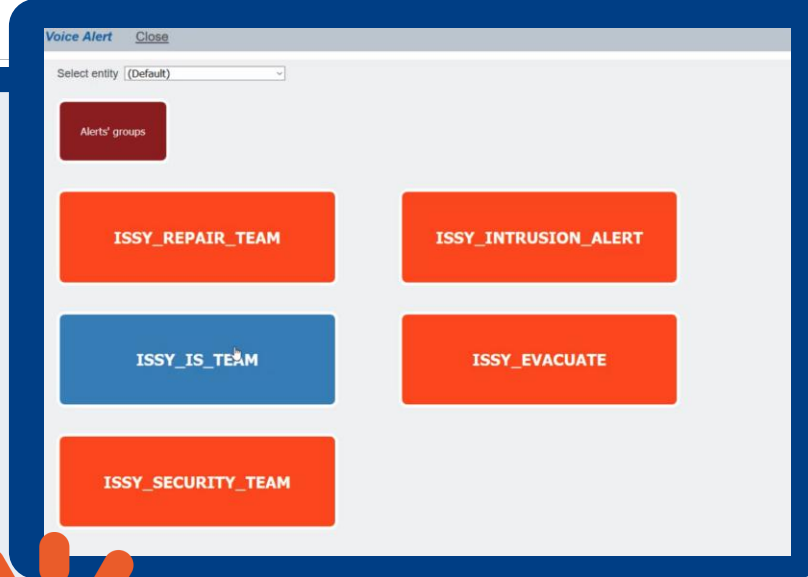 Voice Alert Close
Select entity (Default)
Alerts' groups
ISSY_REPAIR_TEAM ISSY_INTRUSION_ALERT
ISSY_IS_TEAM ISSY_EVACUATE
ISSY_SECURITY_TEAM